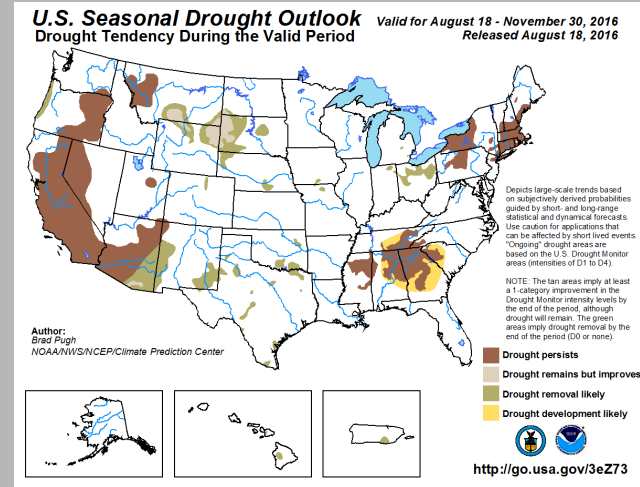 U.S. Seasonal Drought Outlook
Drought Tendency During the Valid Period
Valid for August 18 - November 30, 2016
Released August 18, 2016
Depicts large-scale trends based
on subjectively derived probabilities
guided by short- and long-range
statistical and dynamical forecasts.
Use caution for applications that
can be affected by short lived events.
"Ongoing" drought areas are
based on the U.S. Drought Monitor
areas (intensities of D1 to D4).
NOTE: The tan areas imply at least
a 1-category improvement in the
Drought Monitor intensity levels by
the end of the period, although
drought will remain. The green
areas imply drought removal by the
end of the period (D0 or none).
Author:
Brad Pugh
NOAA/NWS/NCEP/Climate Prediction Center
Drought persists
Drought remains but improves
Drought removal likely
Drought development likely
http://go.usa.gov/3eZ73